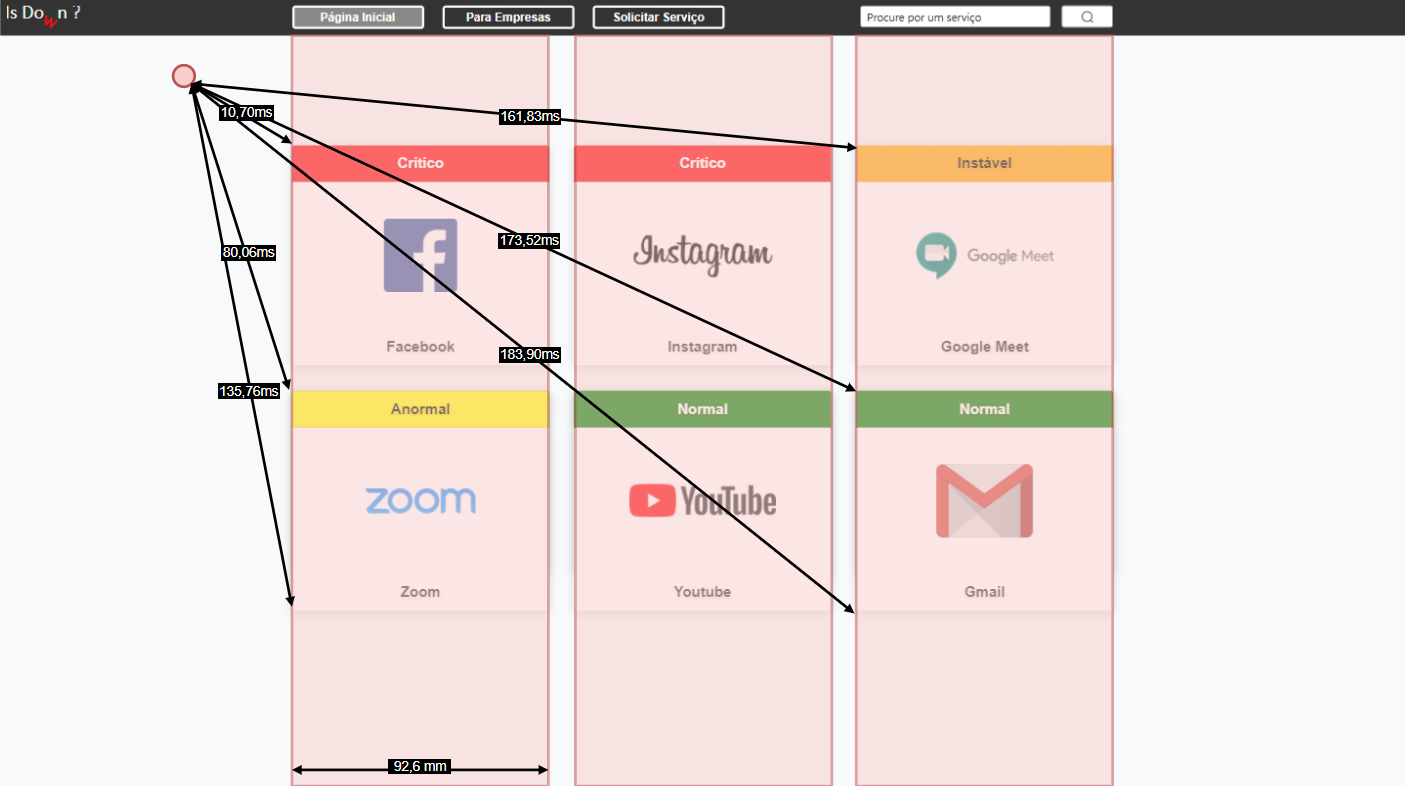 Is Down ?
Página Inicial
Para Empresas
Solicitar Serviço
Procure por um serviço
10,70ms
161,83ms
Crítico
Crítico
Instável
Instagram
Google Meet
173,52ms
80,06ms
Facebook
Instagram
Google Meet
183,90ms
135,76ms
Anormal
Normal
Normal
zoom
YouTube
Zoom
Youtube
Gmail
92,6 mm